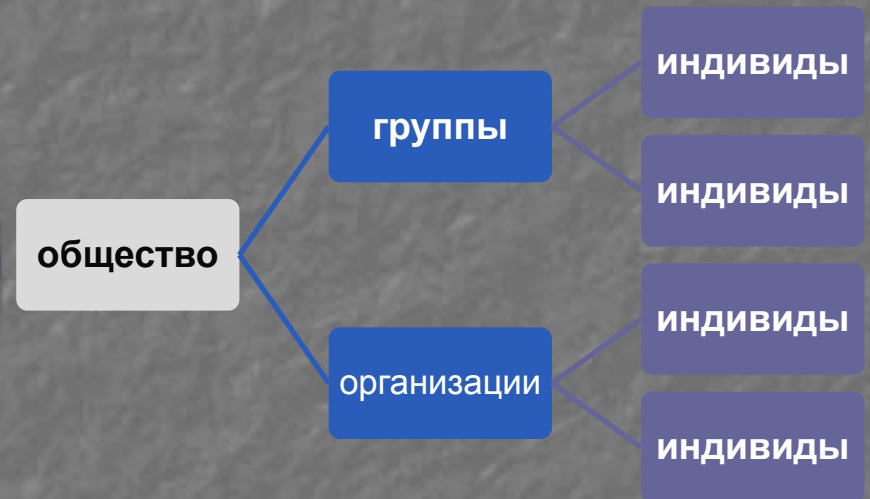 общество
группы
организации
индивиды
индивиды
индивиды
индивиды